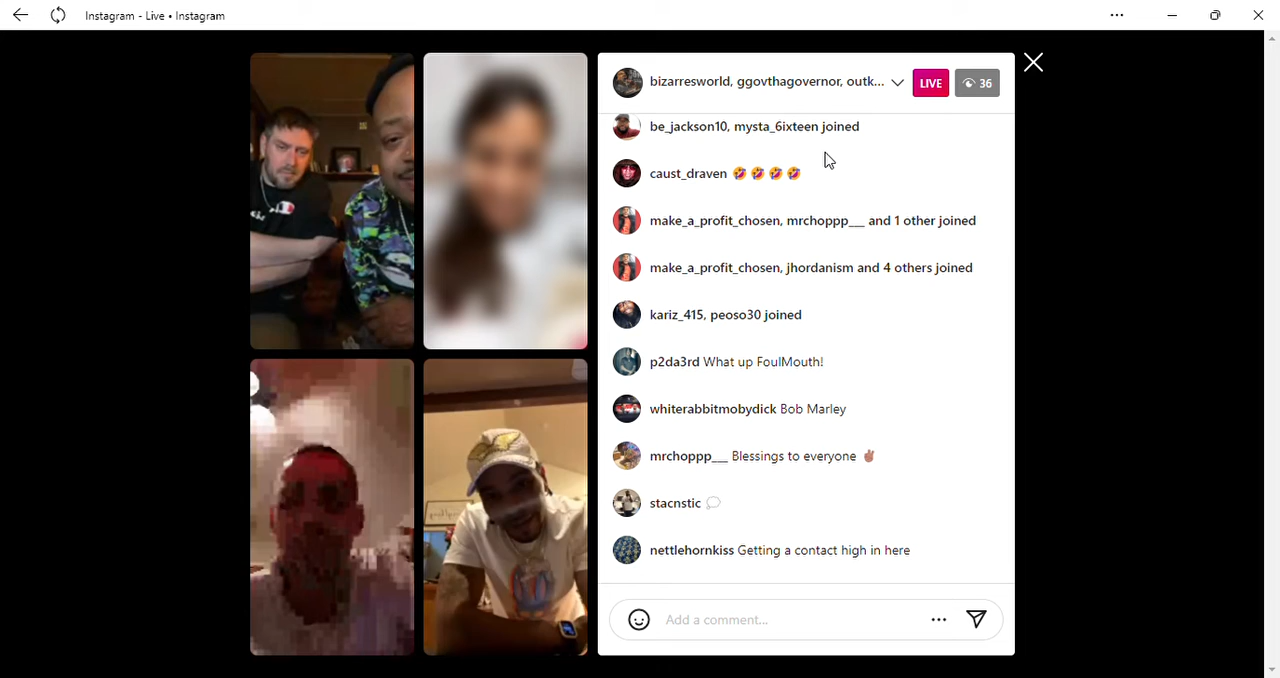 Instagram - Live • Instagram
bizarresworld, ggovthagovernor, outk...
LIVE
36
be_jackson10, mysta_6ixteen joined
caust_draven 🤣 🤣 🤣 🤣
make_a_profit_chosen, mrchoppp__ and 1 other joined
make_a_profit_chosen, jhordanism and 4 others joined
kariz_415, peoso30 joined
p2da3rd What up FoulMouth!
whiterabbitmobydick Bob Marley
mrchoppp__ Blessings to everyone ✌🏽
stacnstic 💭
nettlehornkiss Getting a contact high in here
Add a comment...